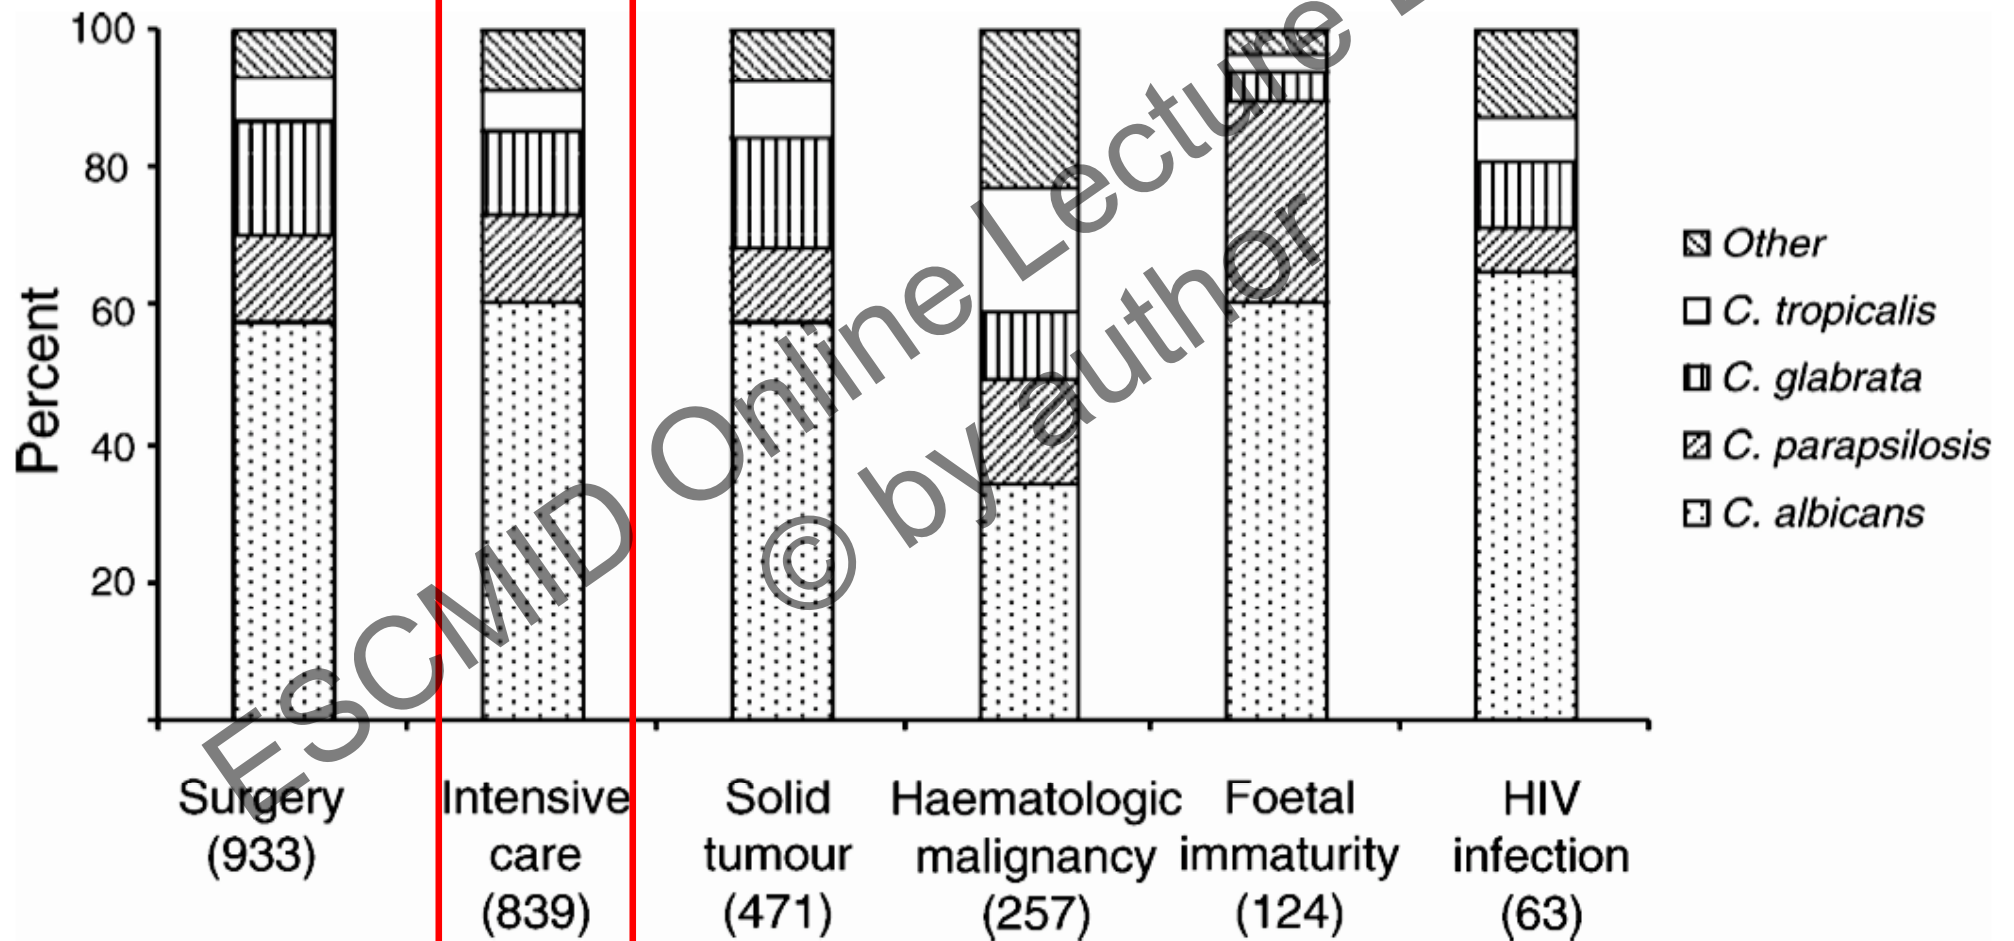 100
80
60
40
20
Percent
Surgery
(933)
Intensive
care
(839)
Solid
tumour
(471)
Haematologic
malignancy
(257)
Foetal
immaturity
(124)
HIV
infection
(63)
Other
C. tropicalis
C. glabrata
C. parapsilosis
C. albicans
ESCMID Online Lecture
© by author